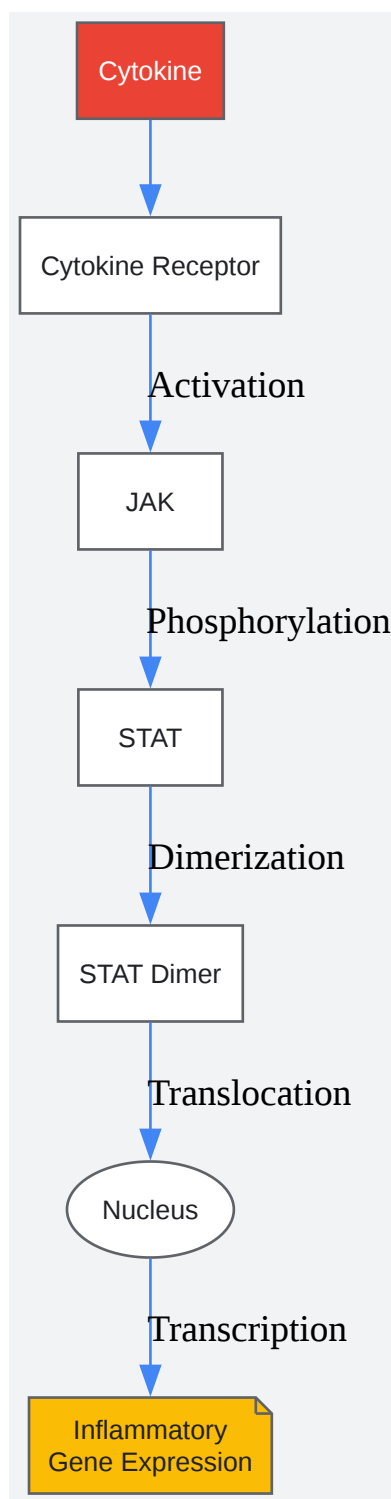 Cytokine
Cytokine Receptor
Activation
JAK
Phosphorylation
STAT
Dimerization
STAT Dimer
Translocation
Nucleus
Transcription
Inflammatory
Gene Expression